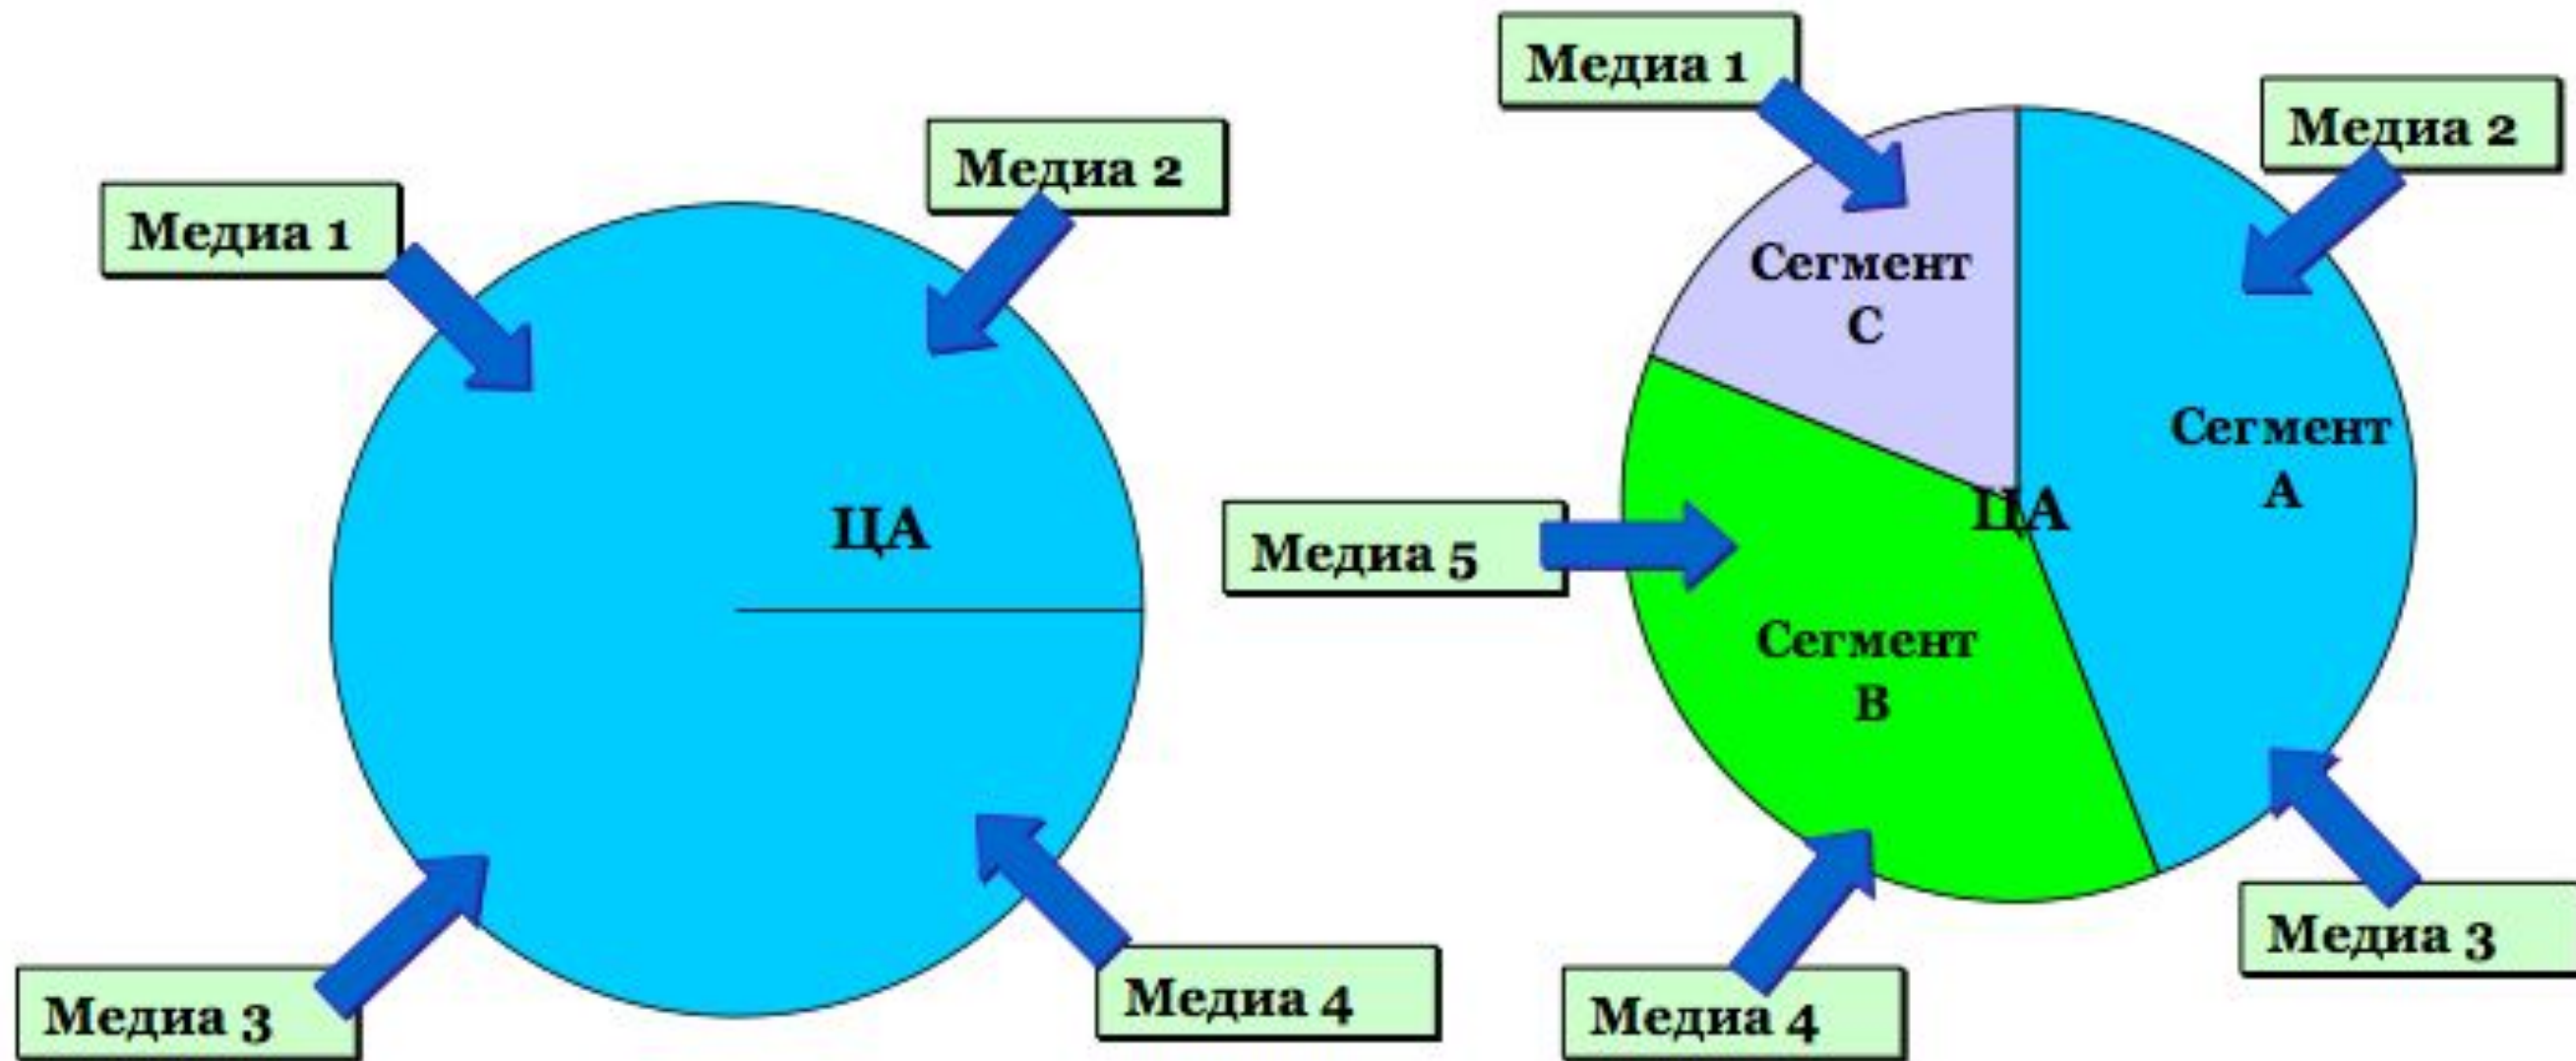 Медиа 1
Медиа 2
ЦА
Медиа 3
Медиа 4
Медиа 1
Медиа 2
Сегмент
С
Сегмент
А
ЦА
Медиа 5
Сегмент
В
Медиа 3
Медиа 4